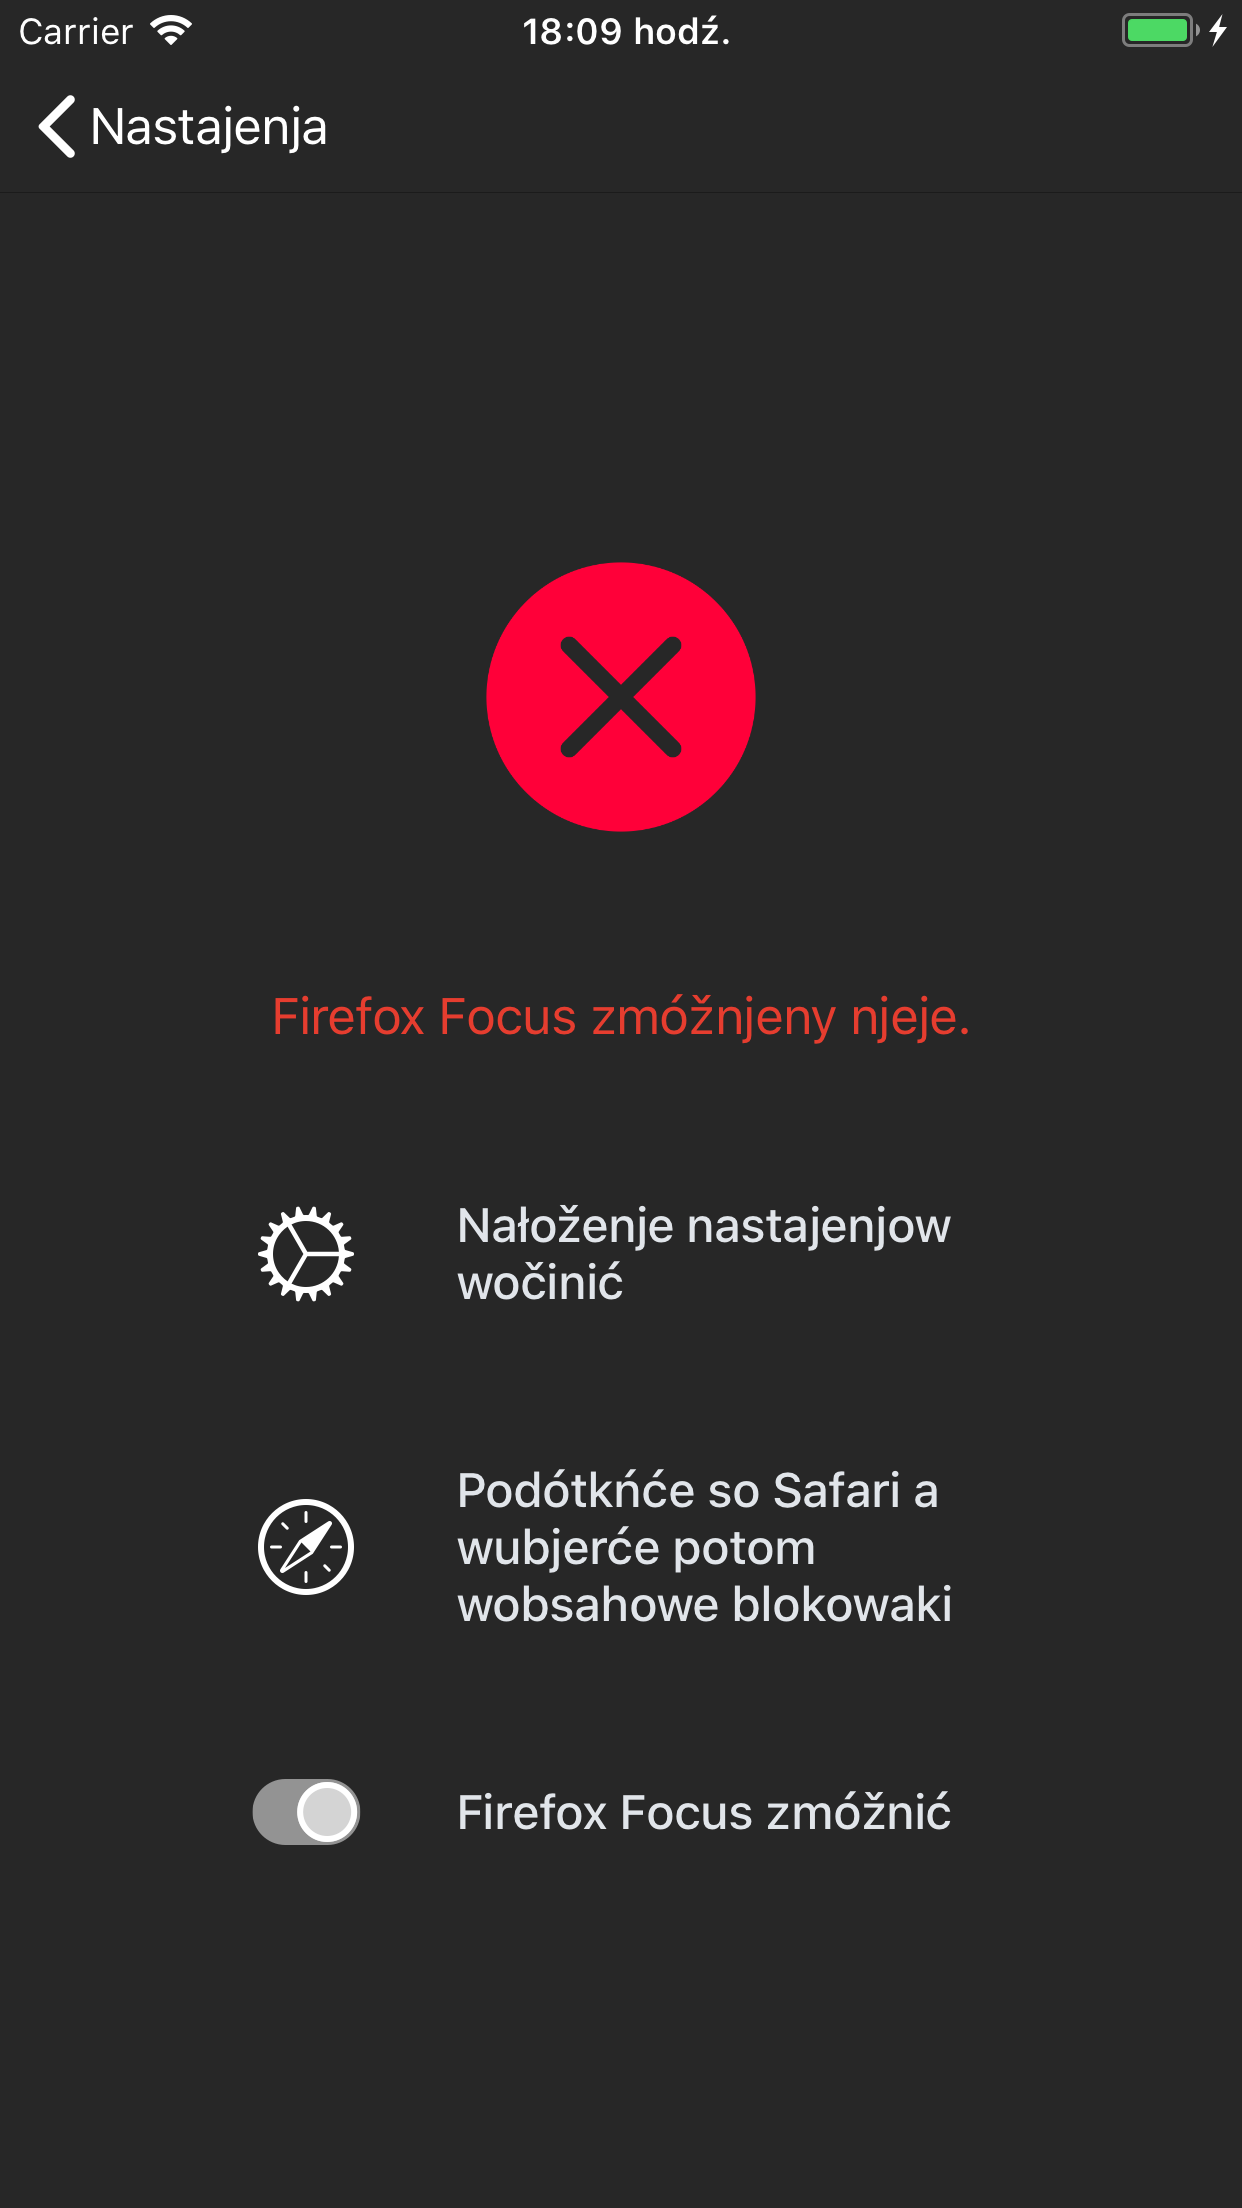 Carrier
18:09 hodź.
Nastajenja
Firefox Focus zmóžnjeny njeje.
Nałoženje nastajenjow
wočinić
Podótkńće so Safari a
wubjerće potom
wobsahowe blokowaki
Firefox Focus zmóžnić